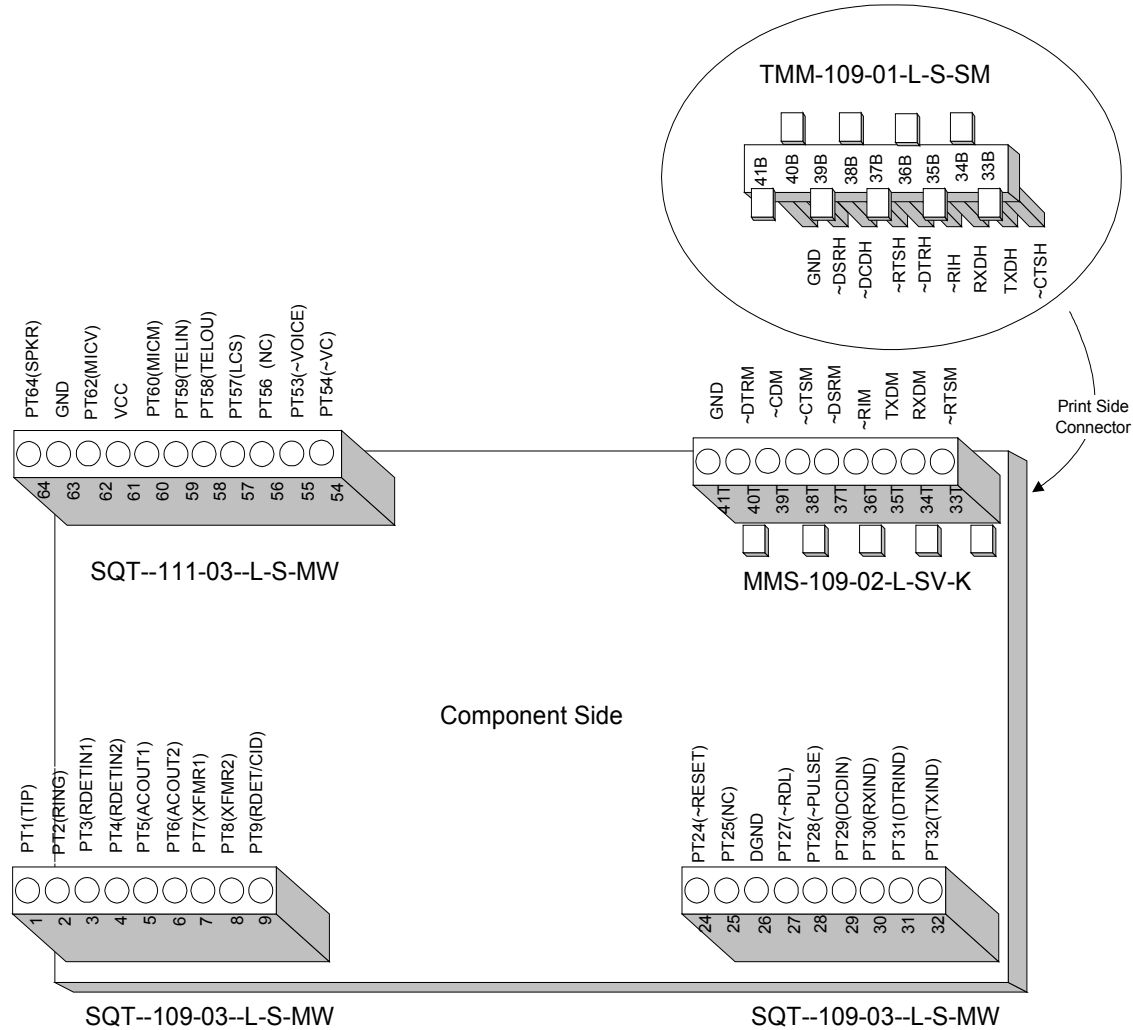 TMM-109-01-L-S-SM
41B
40B
39B
38B
37B
36B
35B
34B
33B
GND
~DSRH
~DCDH
~RTSH
~DTRH
~RIH
RXDH
TXDH
~CTSH
Print Side
Connector
PT64(SPKR)
GND
PT62(MICV)
VCC
PT60(MICM)
PT59(TELIN)
PT58(TELOU)
PT57(LCS)
PT56 (NC)
PT53(~VOICE)
PT54(~VC)
64
63
62
61
60
59
58
57
56
55
54
SQT--111-03--L-S-MW
GND
~DTRM
~CDM
~CTSM
~DSRM
~RIM
TXDM
RXDM
~RTSM
41T
40T
39T
38T
37T
36T
35T
34T
33T
MMS-109-02-L-SV-K
Component Side
PT1(TIP)
PT2(RING)
PT3(RDETIN1)
PT4(RDETIN2)
PT5(ACOUT1)
PT6(ACOUT2)
PT7(XFMR1)
PT8(XFMR2)
PT9(RDET/CID)
1
2
3
4
5
6
7
8
9
SQT--109-03--L-S-MW
PT24(~RESET)
PT25(NC)
DGND
PT27(~RDL)
PT28(~PULSE)
PT29(DCDIN)
PT30(RXIND)
PT31(DTRIND)
PT32(TXIND)
24
25
26
27
28
29
30
31
32
SQT--109-03--L-S-MW